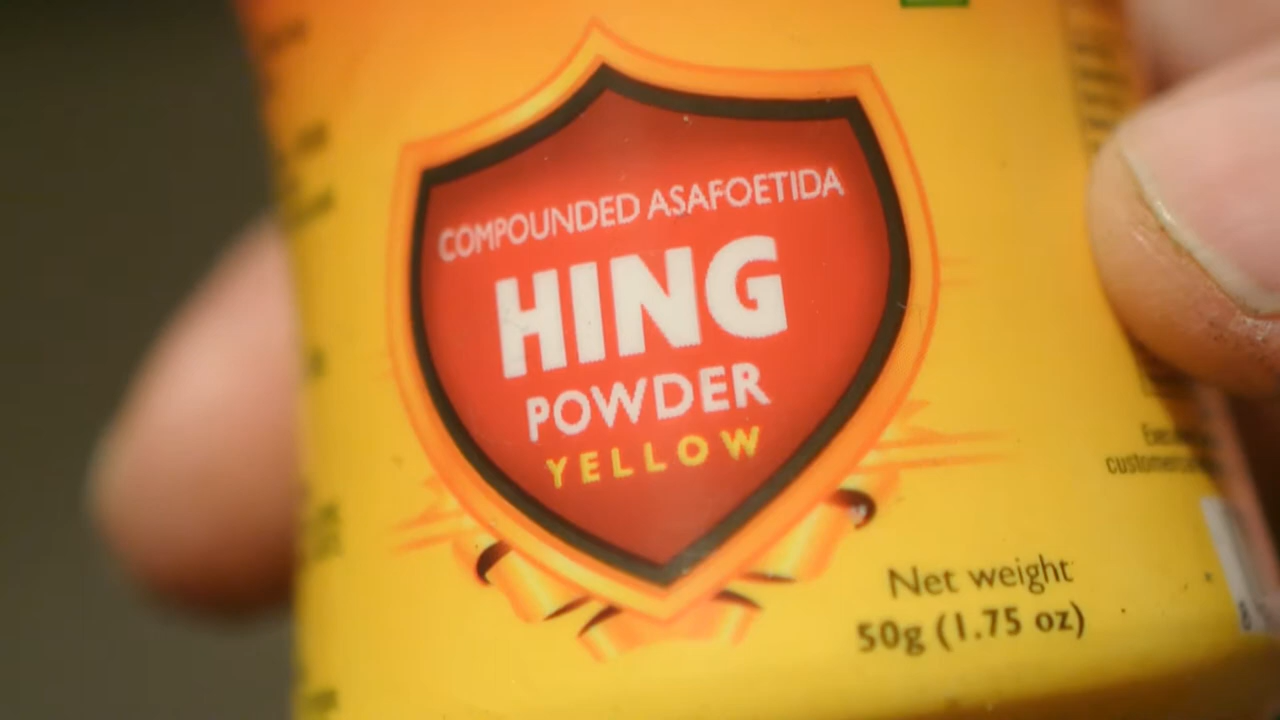 COMPOUNDED ASAFOETIDA
HING
POWDER
YELLOW
Net weight
50g (1.75 oz)